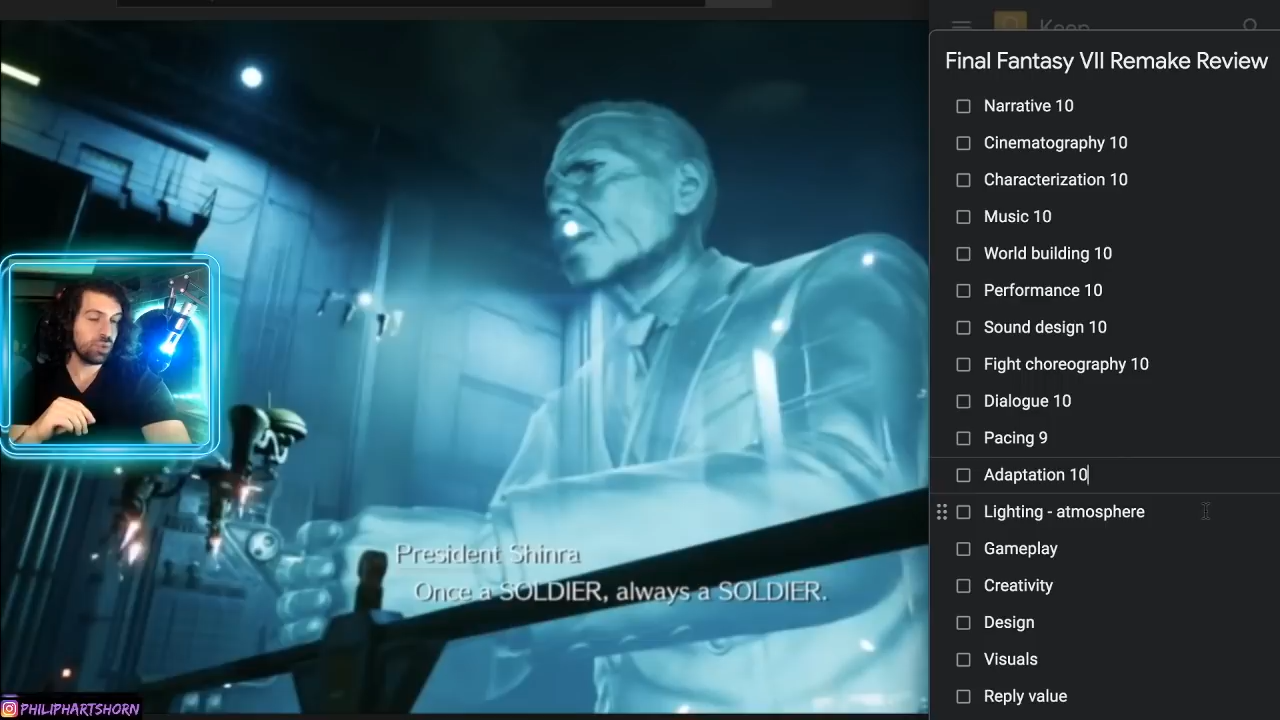 Keep
Final Fantasy VII Remake Review
Narrative 10
Cinematography 10
Characterization 10
Music 10
World building 10
Performance 10
Sound design 10
Fight choreography 10
Dialogue 10
Pacing 9
Adaptation 10
Lighting - atmosphere
Gameplay
Creativity
Design
Visuals
Reply value
President Shinra
Once a SOLDIER, always a SOLDIER.
PHILIPHARTSHORN